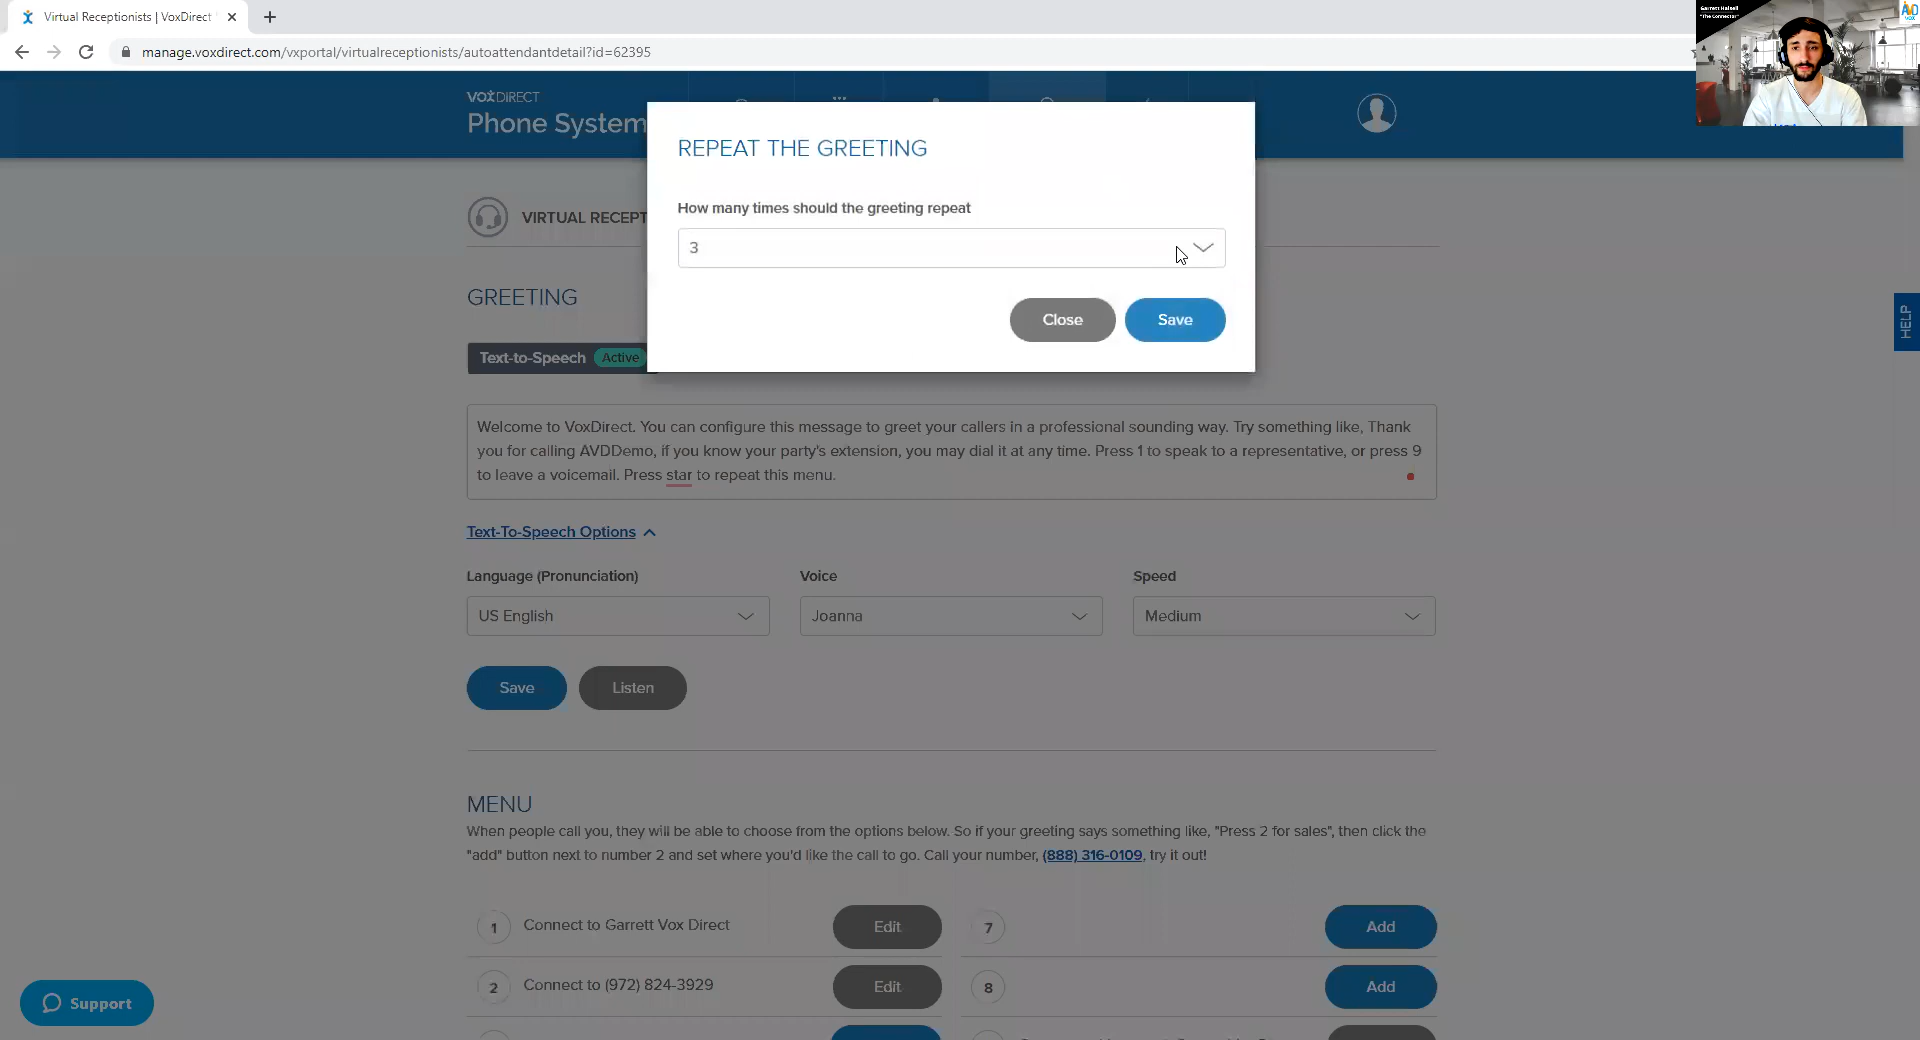 Virtual Receptionists | VoxDirect
manage.voxdirect.com/vxportal/virtualreceptionists/autoattendantdetail?id=62395
Garrett Halsell
"The Connector"
AVD
VOX
VOXDIRECT
Phone System
REPEAT THE GREETING
How many times should the greeting repeat
3
Close
Save
VIRTUAL RECEPT
GREETING
HELP
Text-to-Speech Active
Welcome to VoxDirect. You can configure this message to greet your callers in a professional sounding way. Try something like, Thank
you for calling AVDDemo, if you know your party's extension, you may dial it at any time. Press 1 to speak to a representative, or press 9
to leave a voicemail. Press star to repeat this menu.
Text-To-Speech Options
Language (Pronunciation) Voice Speed
US English Joanna Medium
Save Listen
MENU
When people call you, they will be able to choose from the options below. So if your greeting says something like, "Press 2 for sales", then click the
"add" button next to number 2 and set where you'd like the call to go. Call your number, (888) 316-0109, try it out!
1 Connect to Garrett Vox Direct Edit 7 Add
2 Connect to (972) 824-3929 Edit 8 Add
Support